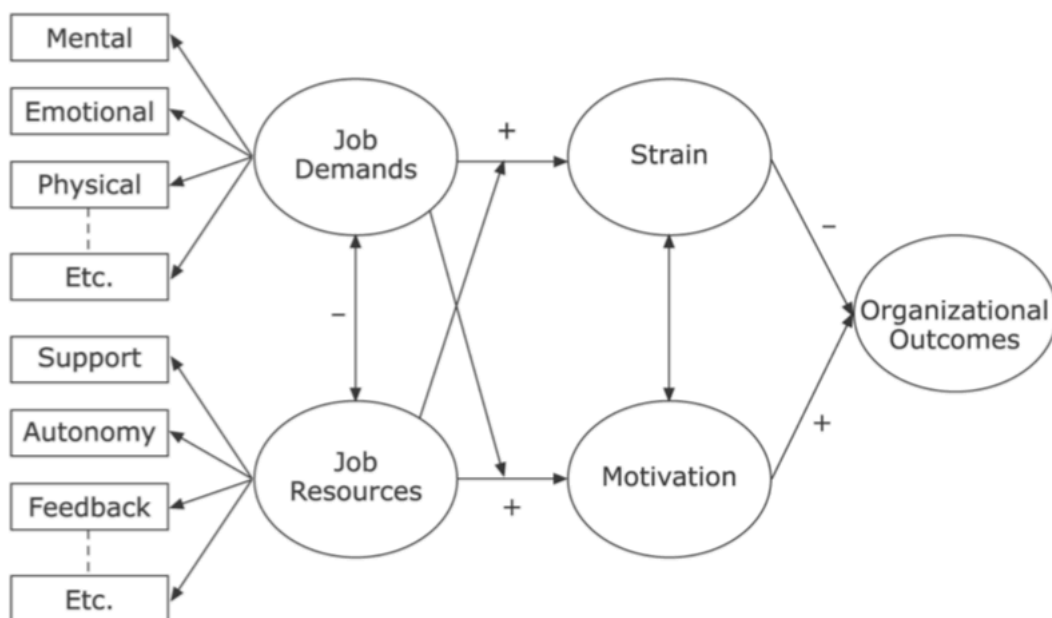 Mental
Emotional
Physical
Etc.
Support
Autonomy
Feedback
Etc.
Job
Demands
+
Strain
−
−
Organizational
Outcomes
Job
Resources
+
Motivation
+